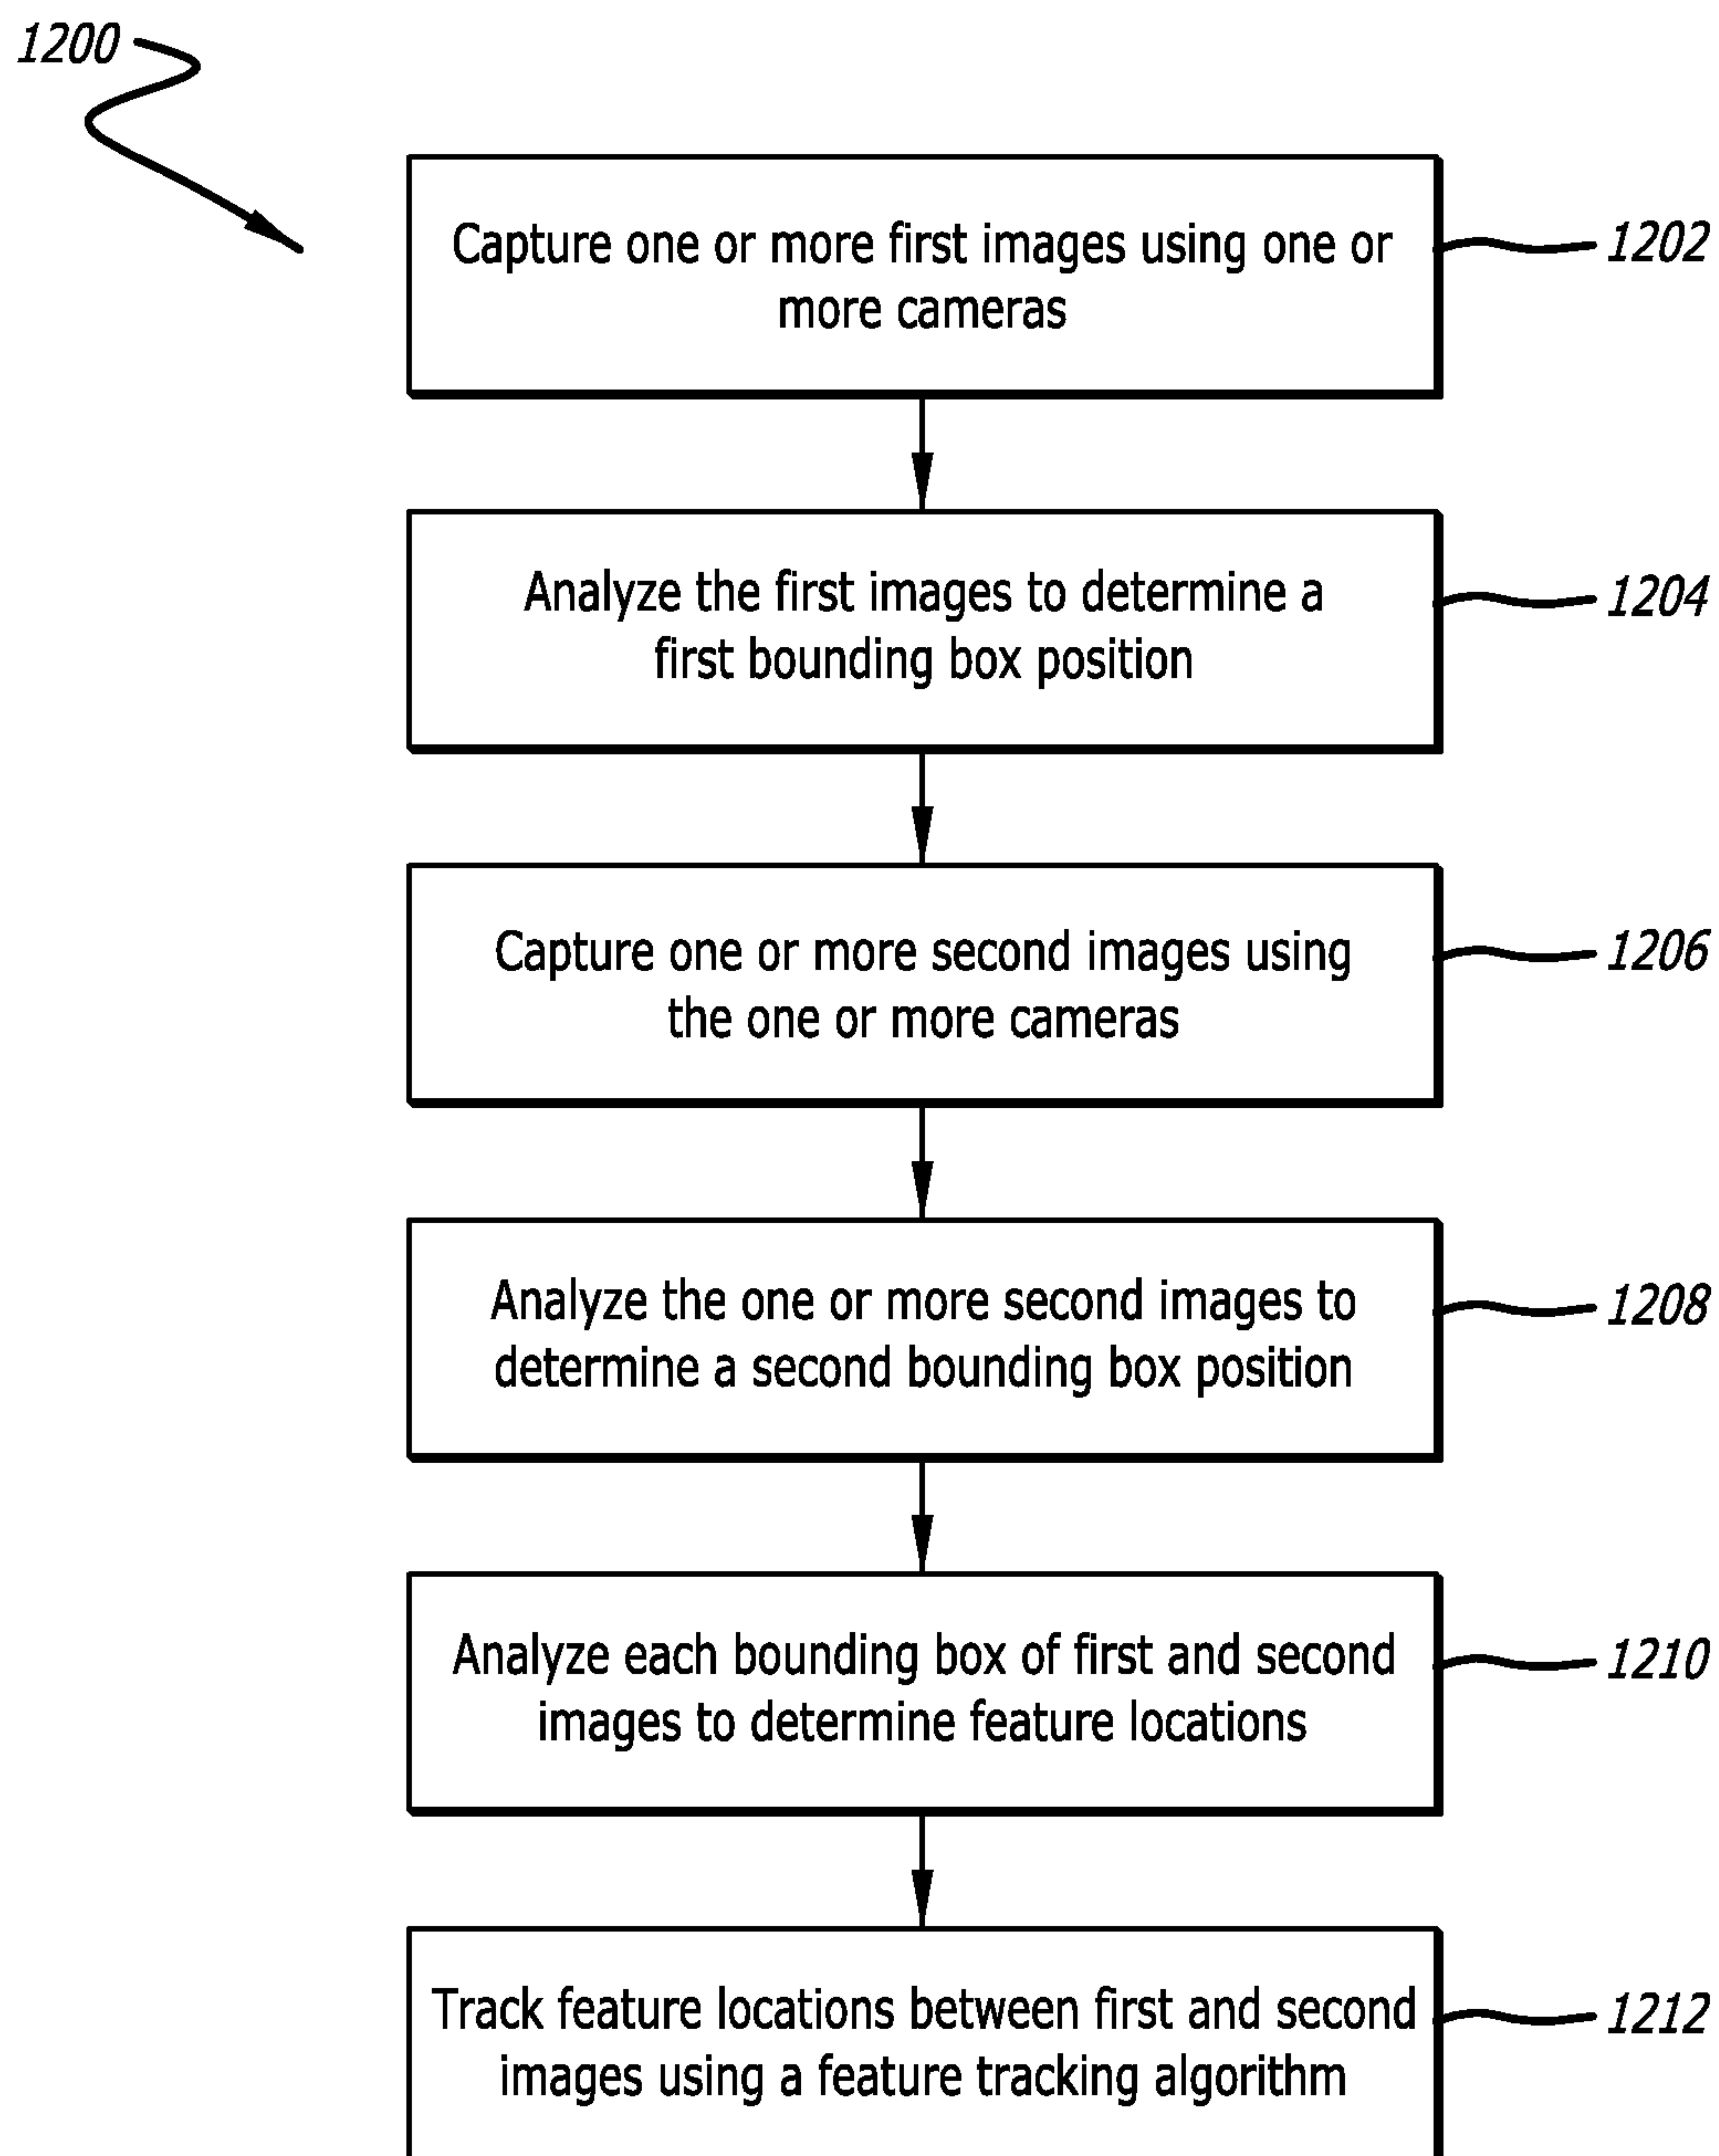 1200
Capture one or more first images using one or
more cameras
1202
Analyze the first images to determine a
first bounding box position
1204
Capture one or more second images using
the one or more cameras
1206
Analyze the one or more second images to
determine a second bounding box position
1208
Analyze each bounding box of first and second
images to determine feature locations
1210
Track feature locations between first and second
images using a feature tracking algorithm
1212